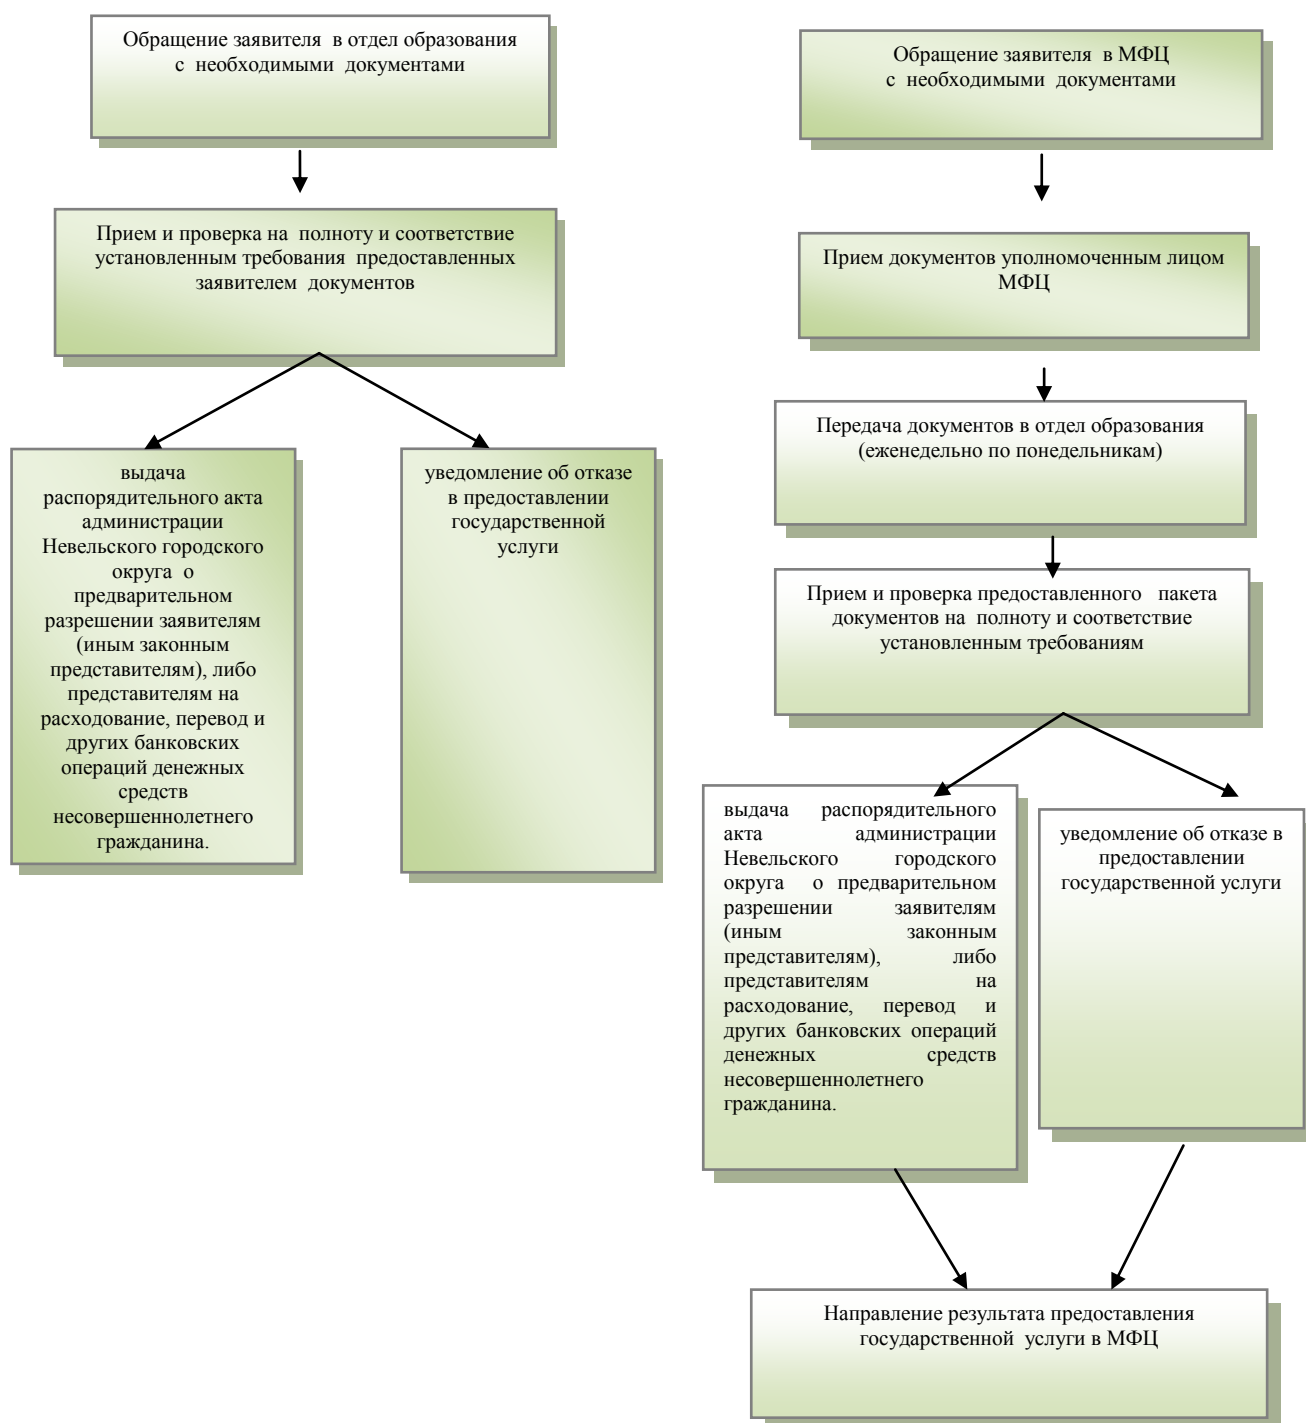 Обращение заявителя в отдел образования
с необходимыми документами
Прием и проверка на полноту и соответствие
установленным требования предоставленных
заявителем документов
выдача
распорядительного акта
администрации
Невельского городского
округа о
предварительном
разрешении заявителям
(иным законным
представителям), либо
представителям на
расходование, перевод и
других банковских
операций денежных
средств
несовершеннолетнего
гражданина.
уведомление об отказе
в предоставлении
государственной
услуги
Обращение заявителя в МФЦ
с необходимыми документами
Прием документов уполномоченным лицом
МФЦ
Передача документов в отдел образования
(еженедельно по понедельникам)
Прием и проверка предоставленного пакета
документов на полноту и соответствие
установленным требованиям
выдача распорядительного
акта администрации
Невельского городского
округа о предварительном
разрешении заявителям
(иным законным
представителям), либо
представителям на
расходование, перевод и
других банковских операций
денежных средств
несовершеннолетнего
гражданина.
уведомление об отказе в
предоставлении
государственной услуги
Направление результата предоставления
государственной услуги в МФЦ